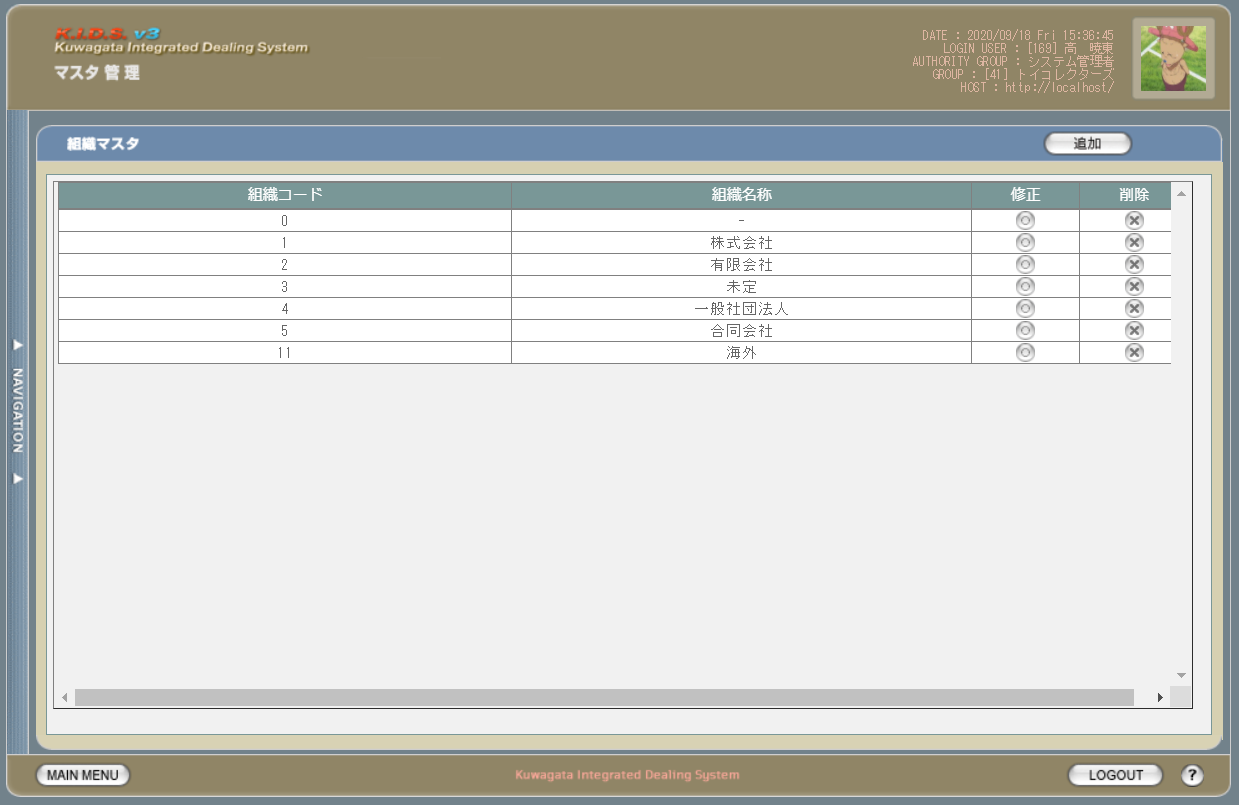 K.I.D.S. v3
Kuwagata Integrated Dealing System
マスタ管理
DATE : 2020/09/18 Fri 15:36:45
LOGIN USER : [169] 高　暁東
AUTHORITY GROUP : システム管理者
GROUP : [41] トイコレクターズ
HOST : http://localhost/
組織マスタ
追加
組織コード 組織名称 修正 削除
0 -
1 株式会社
2 有限会社
3 未定
4 一般社団法人
5 合同会社
11 海外
NAVIGATION
MAIN MENU
Kuwagata Integrated Dealing System
LOGOUT
?